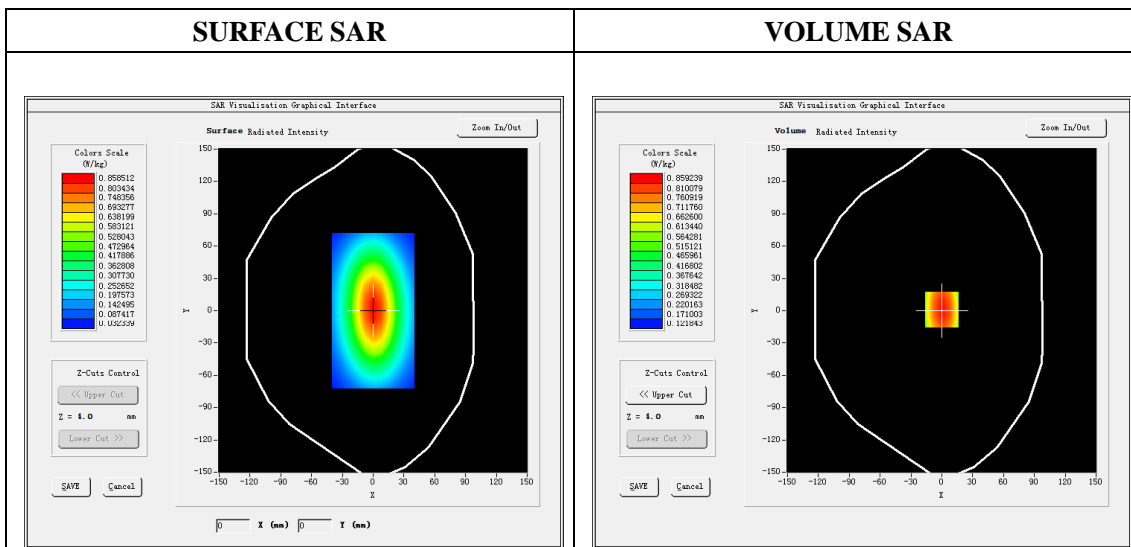 SURFACE SAR
VOLUME SAR
SAR Visualisation Graphical Interface
Surface Radiated Intensity
Zoom In/Out
Colors Scale
(W/kg)
0.858512
0.803434
0.748356
0.693277
0.638199
0.583121
0.528043
0.472964
0.417886
0.362808
0.307730
0.252652
0.197573
0.142495
0.087417
0.032339
150
120
90
60
30
0
-30
-60
-90
-120
-150
Y
-150 -120 -90 -60 -30 0 30 60 90 120 150
X
Z-Cuts Control
<< Upper Cut
Z = 4.0 mm
Lower Cut >>
SAVE
Cancel
0 X (mm) 0 Y (mm)
SAR Visualisation Graphical Interface
Volume Radiated Intensity
Zoom In/Out
Colors Scale
(W/kg)
0.859239
0.810079
0.760919
0.711760
0.662600
0.613440
0.564281
0.515121
0.465961
0.416802
0.367642
0.318482
0.269322
0.220163
0.171003
0.121843
150
120
90
60
30
0
-30
-60
-90
-120
-150
Y
-150 -120 -90 -60 -30 0 30 60 90 120 150
X
Z-Cuts Control
<< Upper Cut
Z = 4.0 mm
Lower Cut >>
SAVE
Cancel